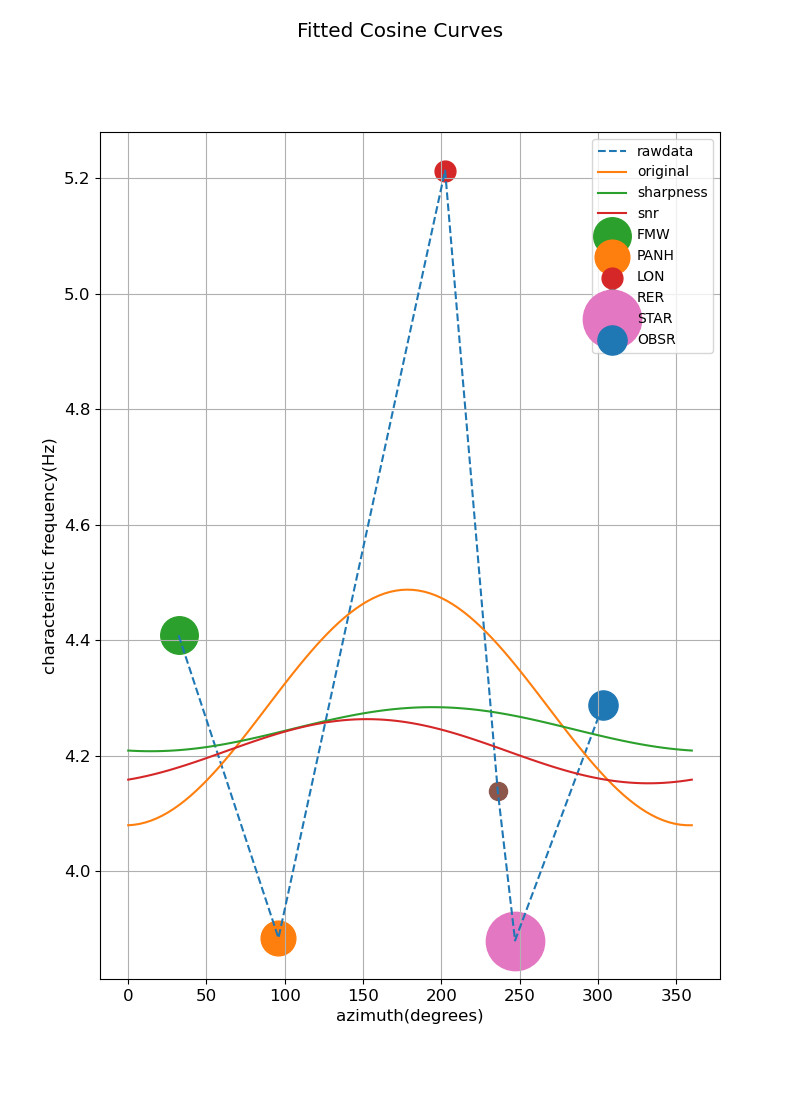 Fitted Cosine Curves
rawdata
original
sharpness
snr
FMW
PANH
LON
RER
STAR
OBSR
characteristic frequency(Hz)
5.2
5.0
4.8
4.6
4.4
4.2
4.0
0 50 100 150 200 250 300 350
azimuth(degrees)